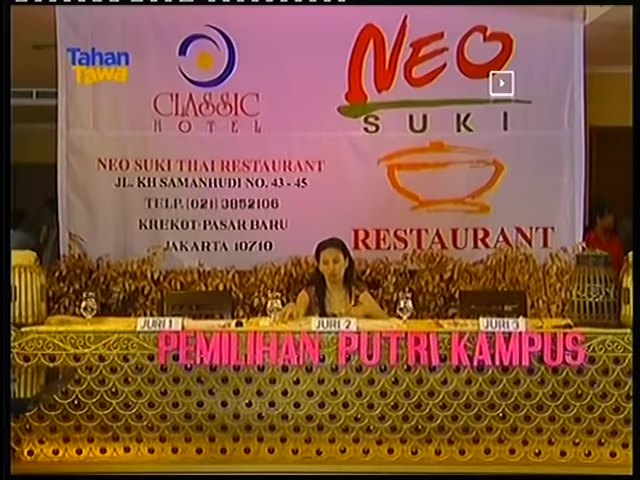 Tahan
Tawa
CLASSIC
HOTEL
NEO
SUKI
NEO SUKI THAI RESTAURANT
JL. KH SAMANHUDI NO. 43 - 45
TELP. (021) 3852106
KREKOT-PASAR BARU
JAKARTA 10710
RESTAURANT
JURI 1
JURI 2
JURI 3
PEMILIHAN PUTRI KAMPUS